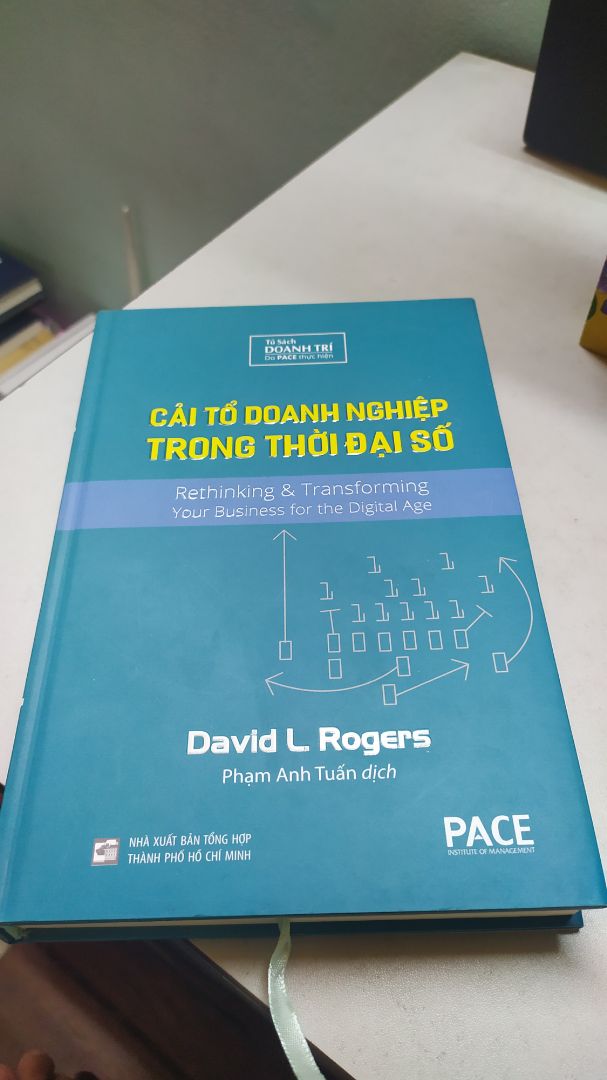 Tủ Sách
DOANH TRÍ
Do PACE thực hiện
CẢI TỔ DOANH NGHIỆP
TRONG THỜI ĐẠI SỐ
Rethinking & Transforming
Your Business for the Digital Age
David L. Rogers
Phạm Anh Tuấn dịch
NHÀ XUẤT BẢN TỔNG HỢP
THÀNH PHỐ HỒ CHÍ MINH
PACE
INSTITUTE OF MANAGEMENT